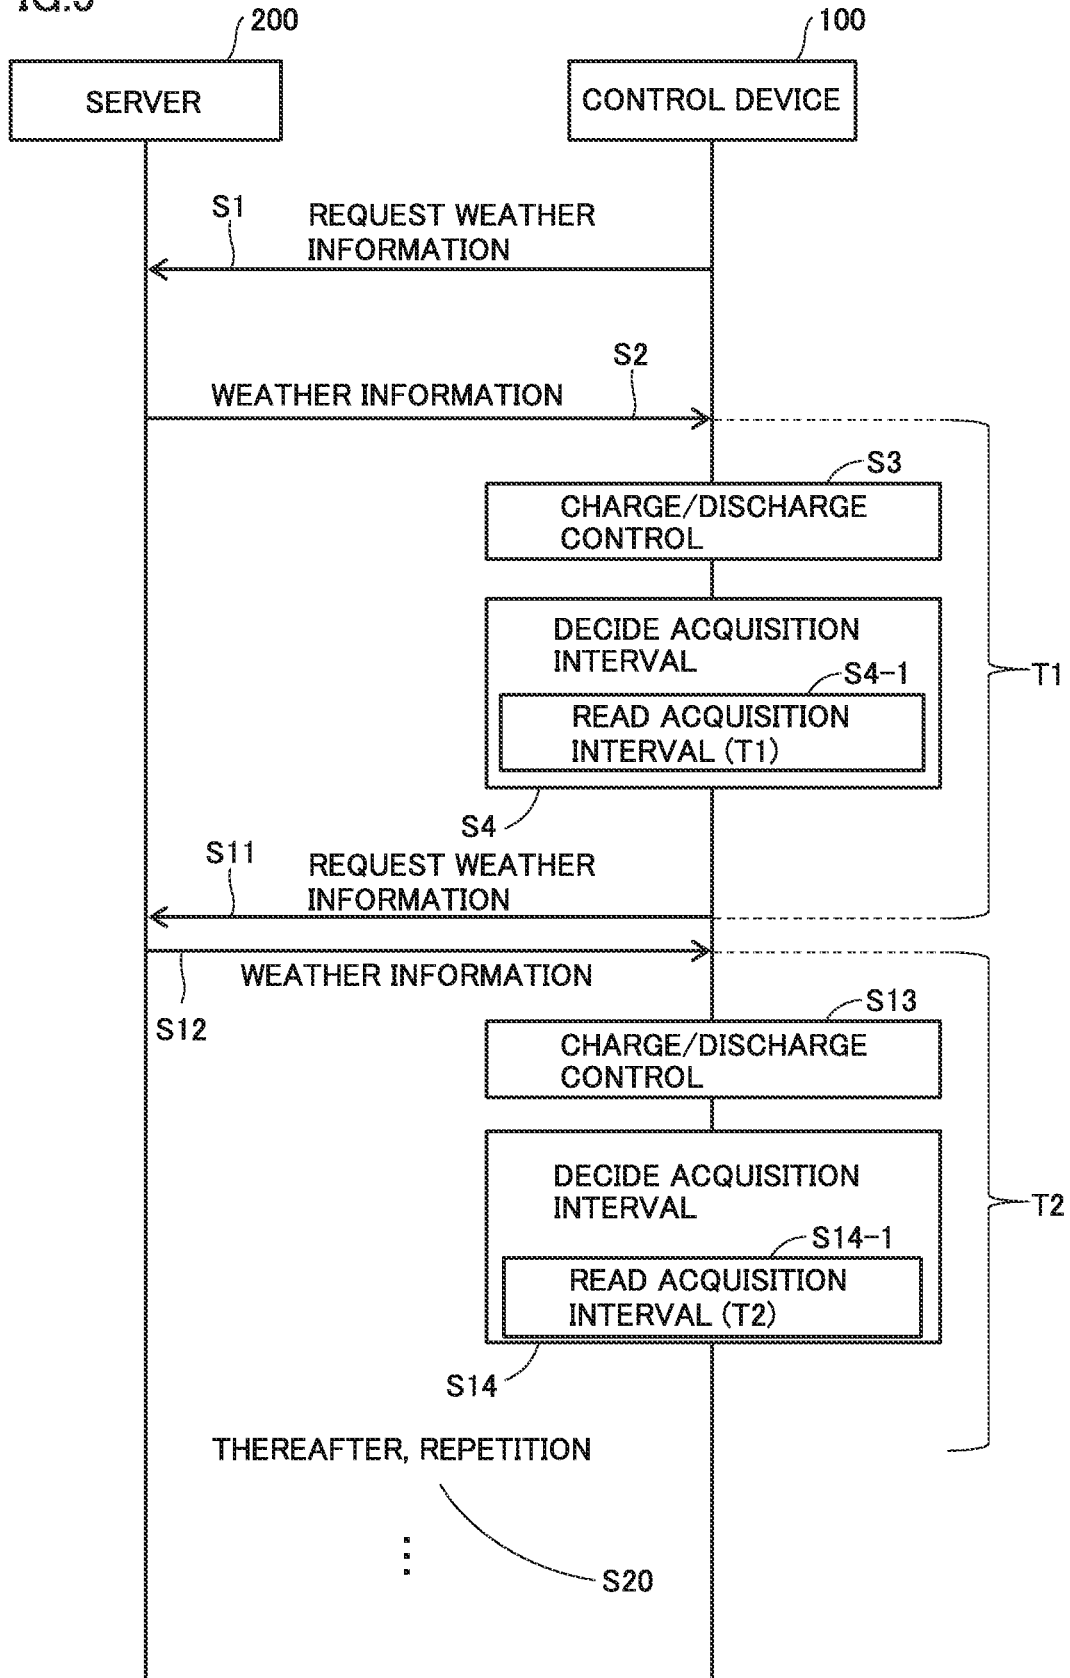 200
100
SERVER
CONTROL DEVICE
S1
REQUEST WEATHER
INFORMATION
S2
WEATHER INFORMATION
S3
CHARGE/DISCHARGE
CONTROL
DECIDE ACQUISITION
INTERVAL
S4-1
READ ACQUISITION
INTERVAL (T1)
T1
S4
S11
REQUEST WEATHER
INFORMATION
WEATHER INFORMATION
S12
S13
CHARGE/DISCHARGE
CONTROL
DECIDE ACQUISITION
INTERVAL
S14-1
READ ACQUISITION
INTERVAL (T2)
T2
S14
THEREAFTER, REPETITION
⋮
S20